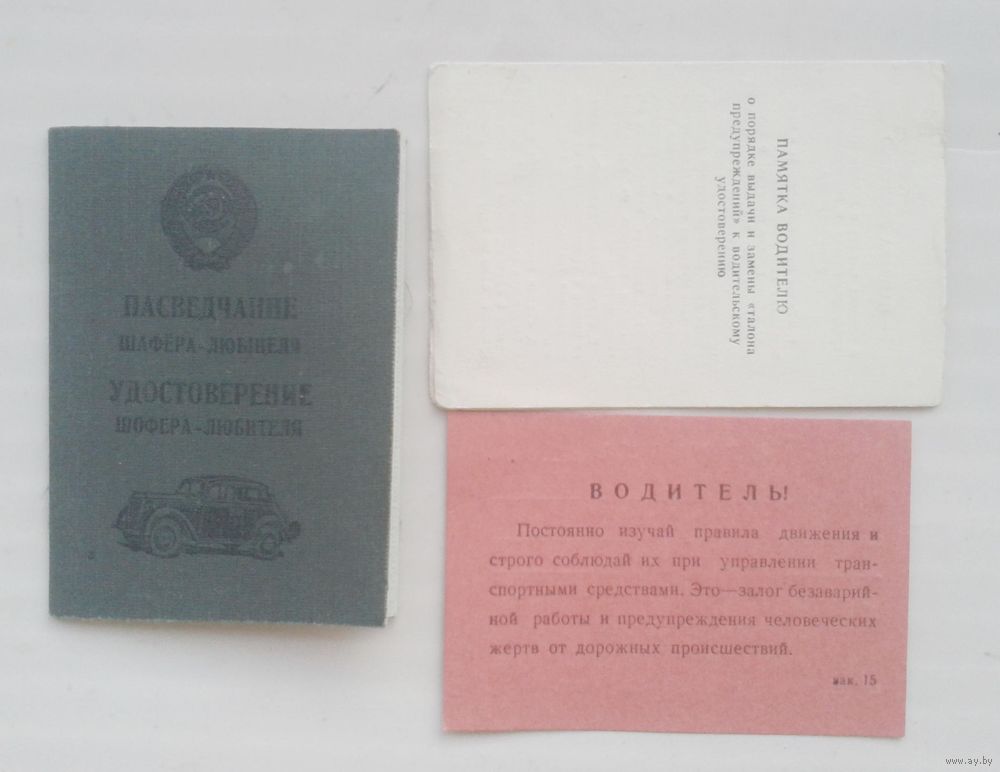 ПАСВЕДЧАННЕ
ШАФЁРА-ЛЮБIЦЕЛЯ
УДОСТОВЕРЕНИЕ
ШОФЕРА-ЛЮБИТЕЛЯ
ПАМЯТКА ВОДИТЕЛЮ
о порядке выдачи и замены «талона
предупреждений» к водительскому
удостоверению
ВОДИТЕЛЬ!
Постоянно изучай правила движения и
строго соблюдай их при управлении тран-
спортными средствами. Это—залог безаварий-
ной работы и предупреждения человеческих
жертв от дорожных происшествий.
зак. 15
www.ay.by